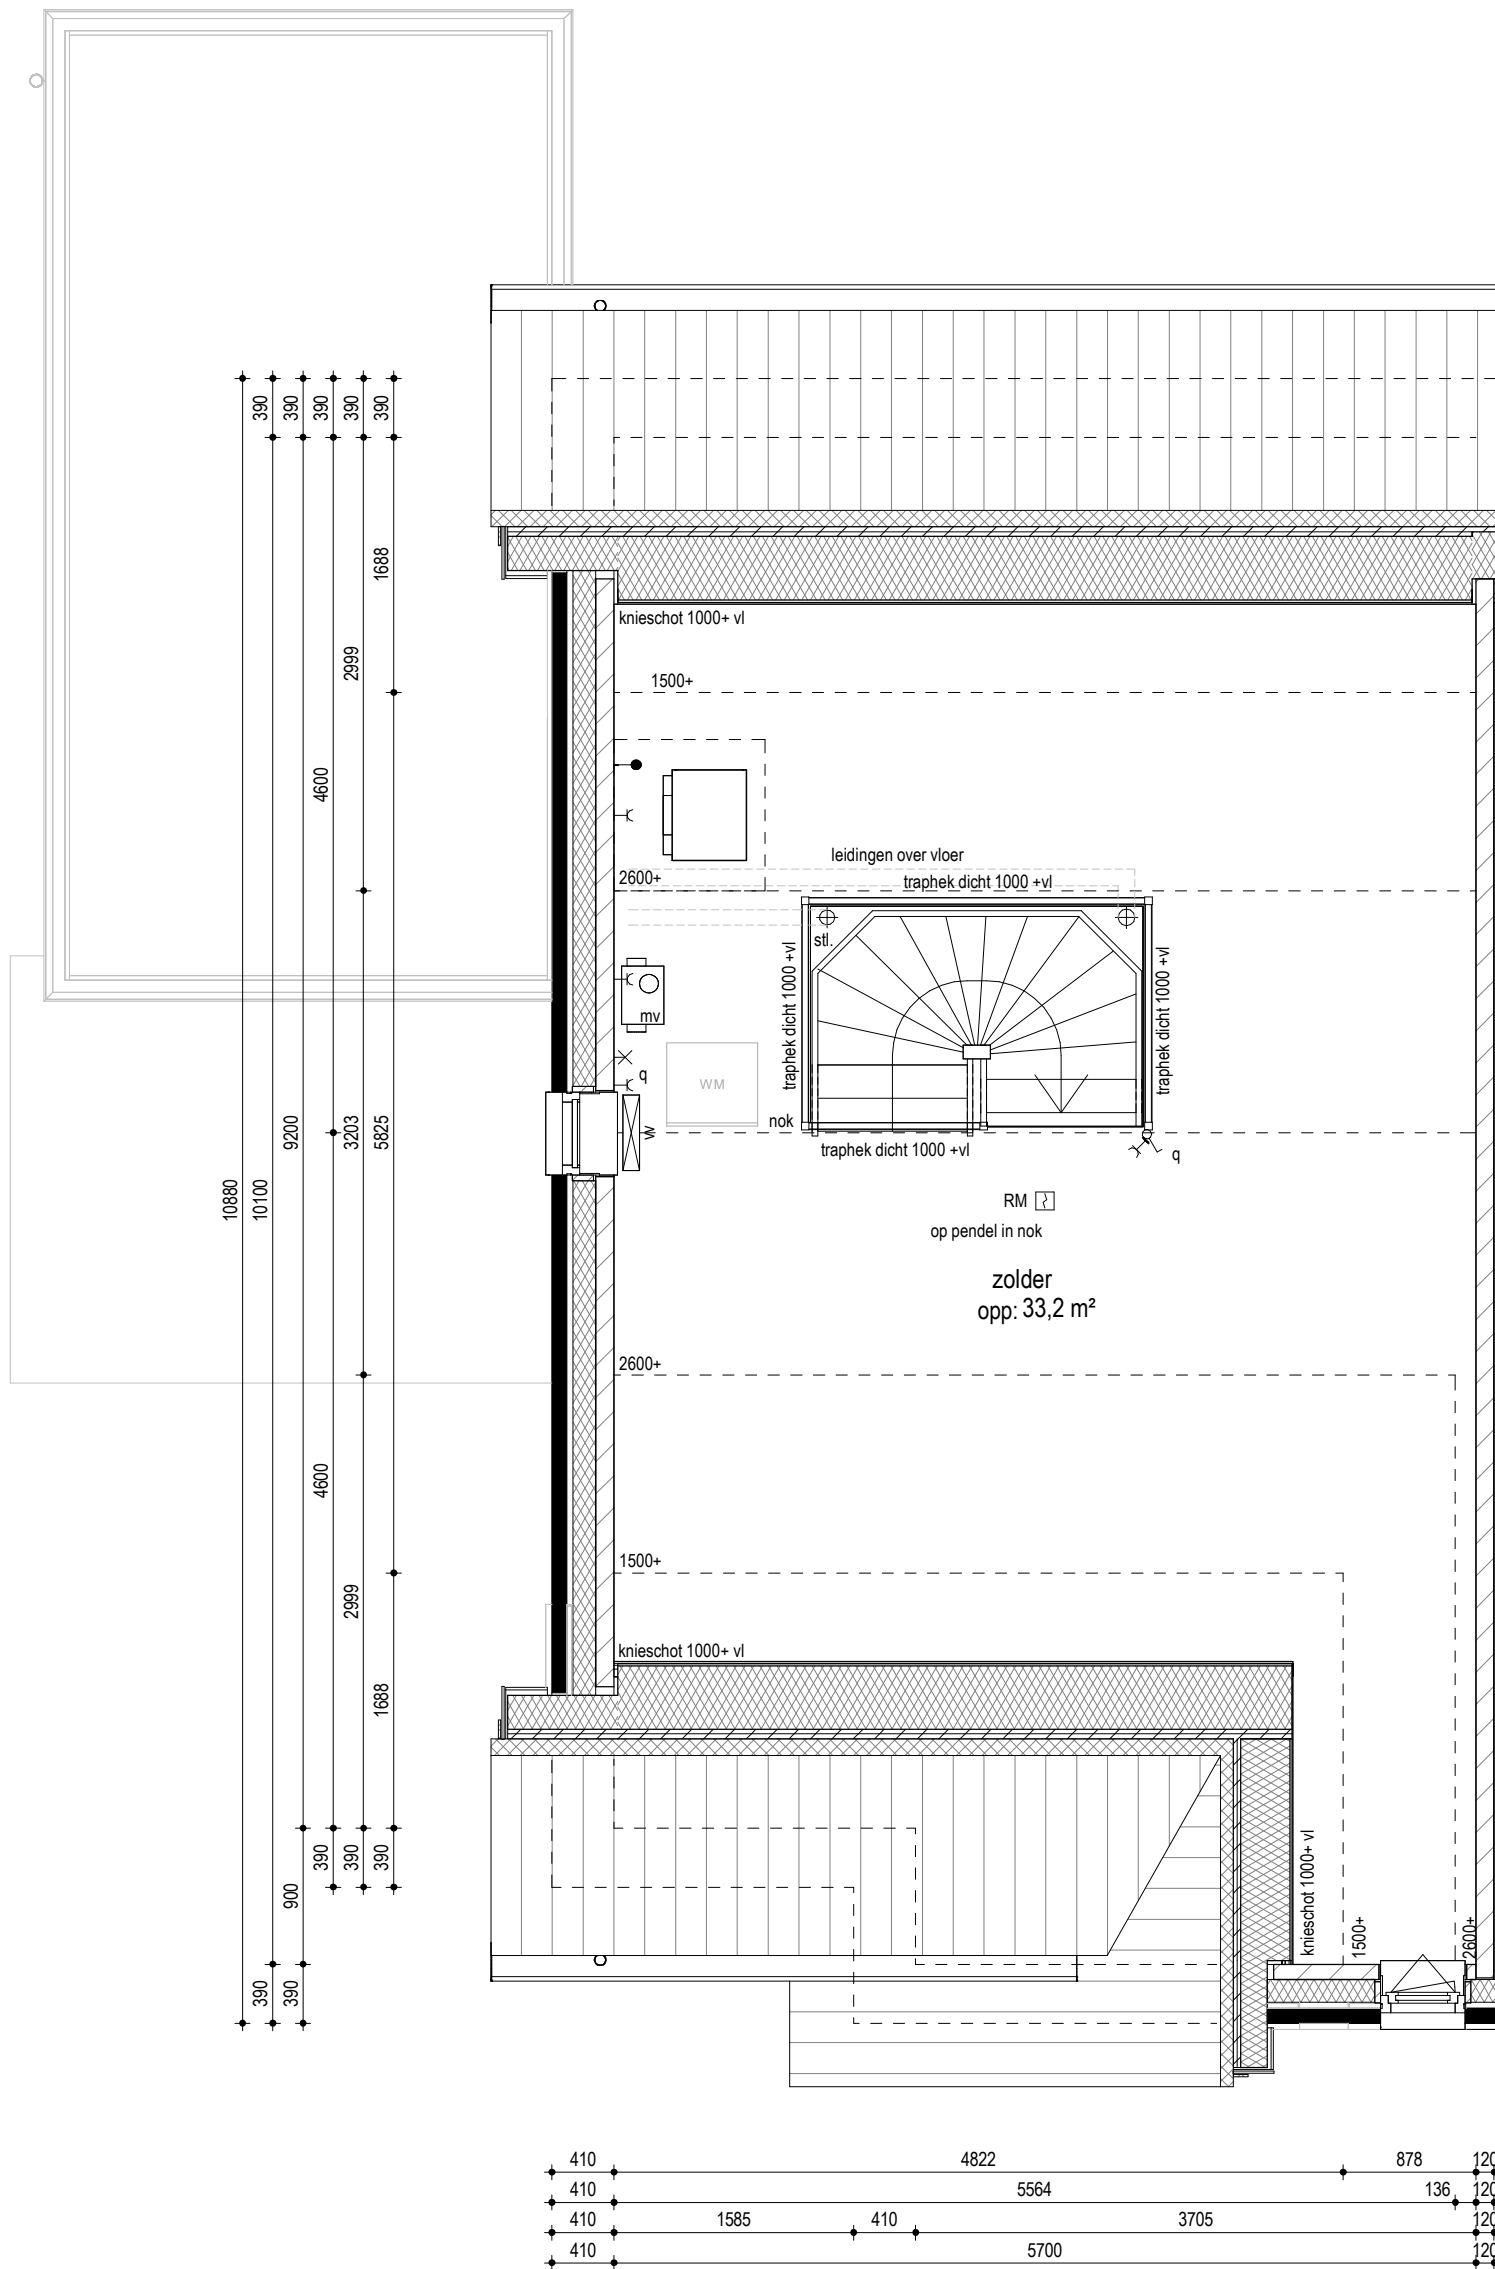 390
390
390
390
390
1688
2999
4600
9200
3203
5825
10880
10100
4600
2999
1688
390
390
390
900
390
390
knieschot 1000+ vl
1500+
leidingen over vloer
2600+
traphek dicht 1000 +vl
stl.
traphek dicht 1000 +vl
traphek dicht 1000 +vl
mv
q
WM
nok
traphek dicht 1000 +vl
q
RM
op pendel in nok
zolder
opp: 33,2 m²
2600+
1500+
knieschot 1000+ vl
knieschot 1000+ vl
1500+
2600+
410 4822 878 120
410 5564 136 120
410 1585 410 3705 120
410 5700 120